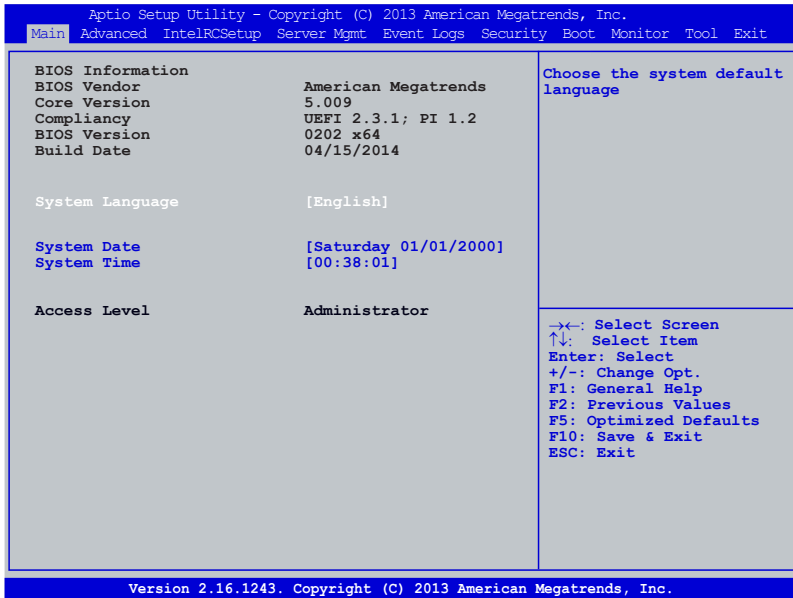 Aptio Setup Utility - Copyright (C) 2013 American Megatrends, Inc.
Main Advanced IntelRCSetup Server Mgmt Event Logs Security Boot Monitor Tool Exit
BIOS Information
BIOS Vendor American Megatrends
Core Version 5.009
Compliancy UEFI 2.3.1; PI 1.2
BIOS Version 0202 x64
Build Date 04/15/2014
System Language [English]
System Date [Saturday 01/01/2000]
System Time [00:38:01]
Access Level Administrator
Choose the system default
language
→←: Select Screen
↑↓: Select Item
Enter: Select
+/-: Change Opt.
F1: General Help
F2: Previous Values
F5: Optimized Defaults
F10: Save & Exit
ESC: Exit
Version 2.16.1243. Copyright (C) 2013 American Megatrends, Inc.